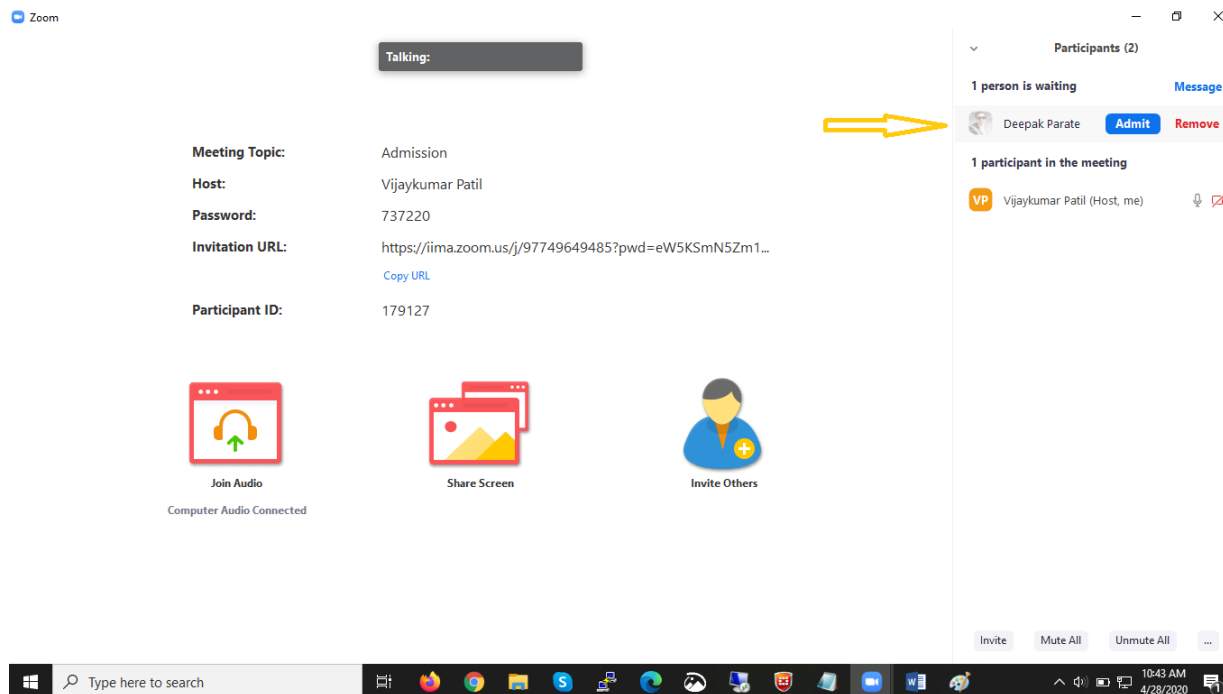 Zoom
Talking:
Meeting Topic: Admission
Host: Vijaykumar Patil
Password: 737220
Invitation URL: https://iima.zoom.us/j/97749649485?pwd=eW5KSmN5Zm1...
Copy URL
Participant ID: 179127
Join Audio
Computer Audio Connected
Share Screen
Invite Others
Participants (2)
1 person is waiting Message
Deepak Parate Admit Remove
1 participant in the meeting
VP Vijaykumar Patil (Host, me)
Invite Mute All Unmute All ...
Type here to search
10:43 AM
4/28/2020